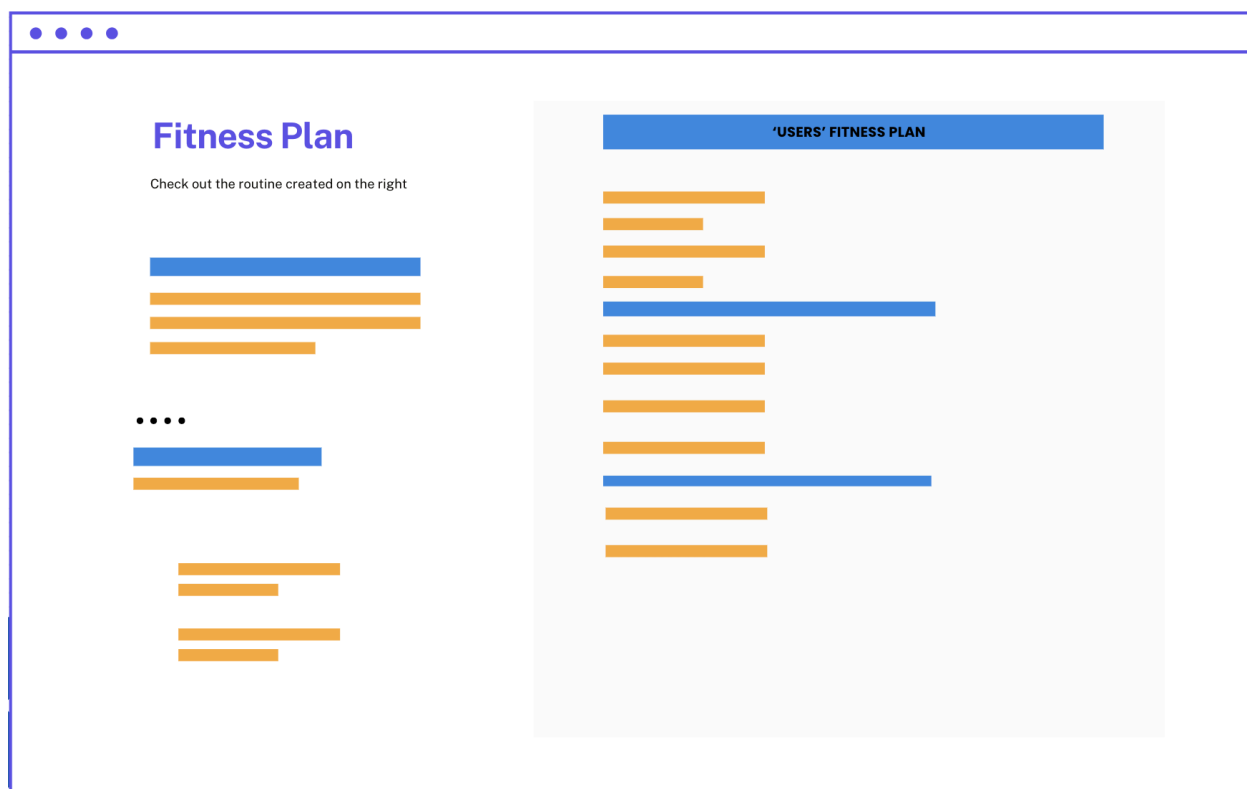 Fitness Plan
Check out the routine created on the right
‘USERS’ FITNESS PLAN